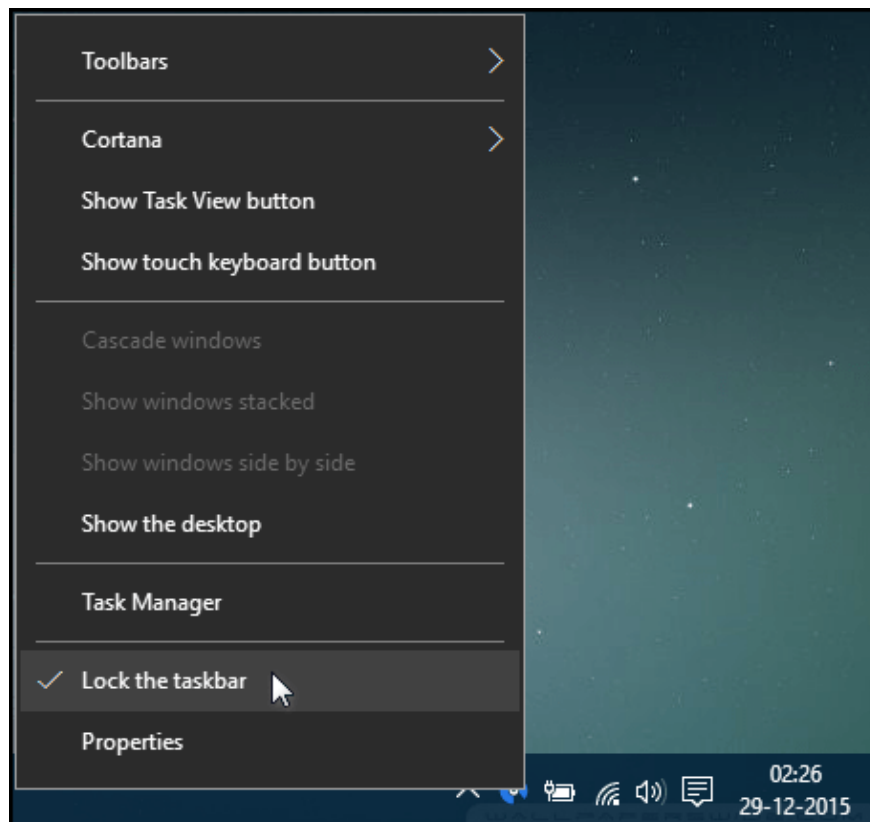 Toolbars
Cortana
Show Task View button
Show touch keyboard button
Cascade windows
Show windows stacked
Show windows side by side
Show the desktop
Task Manager
Lock the taskbar
Properties
02:26
29-12-2015